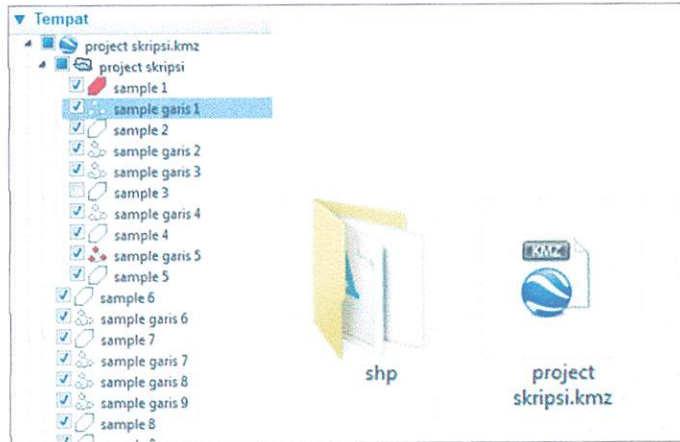 Tempat
project skripsi.kmz
project skripsi
sample 1
sample garis 1
sample 2
sample garis 2
sample garis 3
sample 3
sample garis 4
sample 4
sample garis 5
sample 5
sample 6
sample garis 6
sample 7
sample garis 7
sample garis 8
sample garis 9
sample 8
KMZ
shp
project
skripsi.kmz